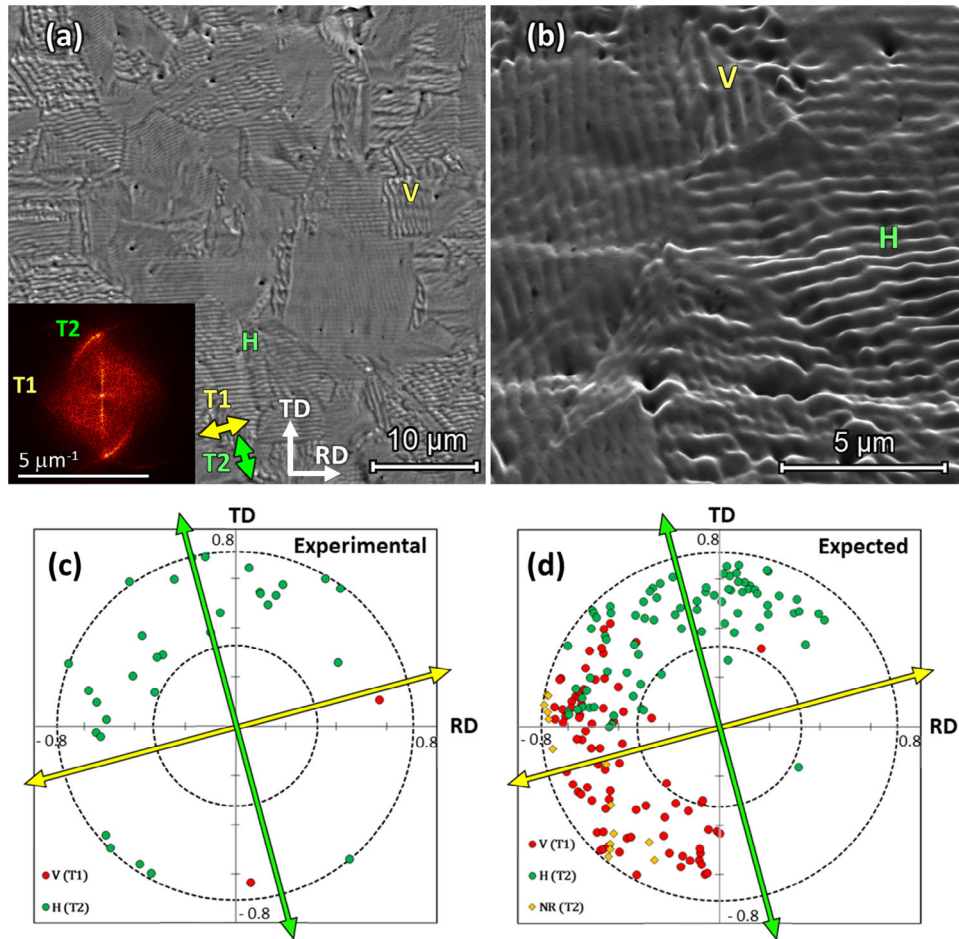 (a)
V
H
T2
T1
5 µm⁻¹
T1
T2
TD
RD
10 µm
(b)
V
H
5 µm
(c)
TD
0.8
Experimental
RD
- 0.8
0.8
V (T1)
H (T2)
- 0.8
(d)
TD
0.8
Expected
RD
- 0.8
0.8
V (T1)
H (T2)
NR (T2)
- 0.8